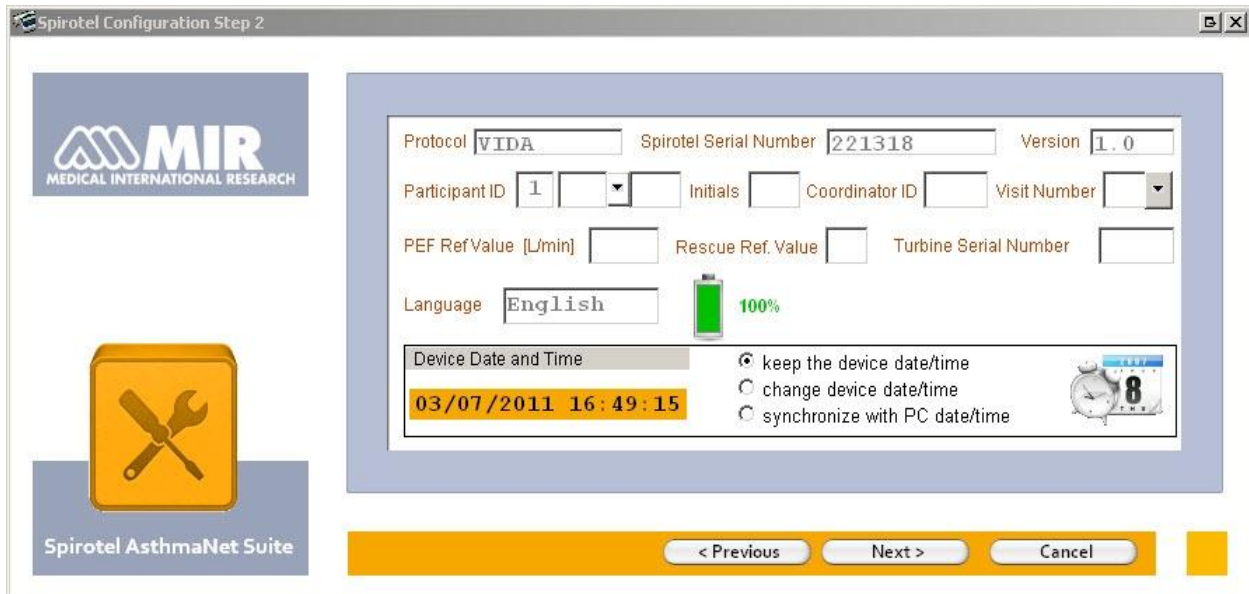 Spirotel Configuration Step 2
MIR
MEDICAL INTERNATIONAL RESEARCH
Protocol VIDA Spirotel Serial Number 221318 Version 1.0
Participant ID 1 Initials Coordinator ID Visit Number
PEF Ref Value [L/min] Rescue Ref. Value Turbine Serial Number
Language English 100%
Device Date and Time
03/07/2011 16:49:15
keep the device date/time
change device date/time
synchronize with PC date/time
2007
8
Spirotel AsthmaNet Suite
< Previous Next > Cancel